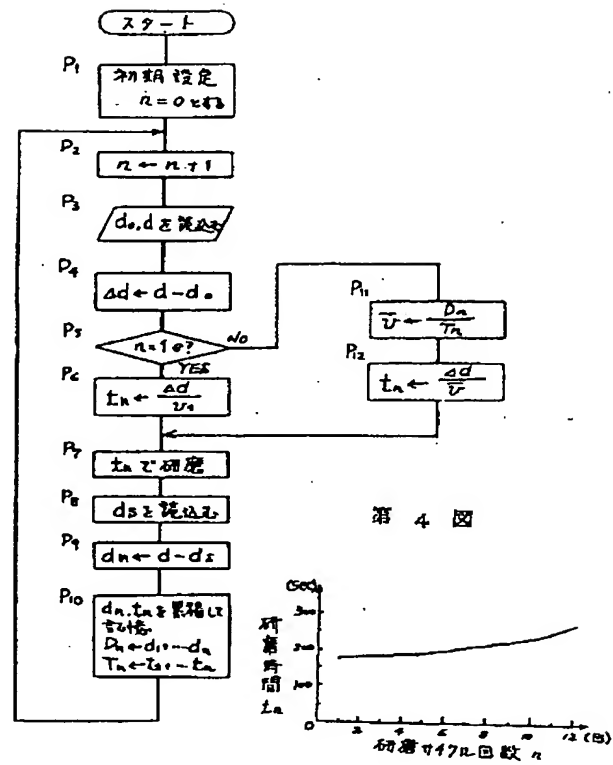 スタート
P1
初期設定
n=0とする
P2
n ← n+1
P3
d0.dを読込む
P4
Δd ← d-d0
P5
n=1か?
NO
YES
P6
tn ← Δd/v1
P7
tnで研磨
P8
dsを読込む
P9
dn ← d-ds
P10
dn.tnを累積して
記憶
Dn ← d1,…dn
Tn ← t1,…tn
P11
v̄ ← Dn/Tn
P12
tn ← Δd/v̄
第 4 図
(sec)
300
200
100
0
研磨時間 tn
2 4 6 8 10 12 (回)
研磨サイクル回数 n